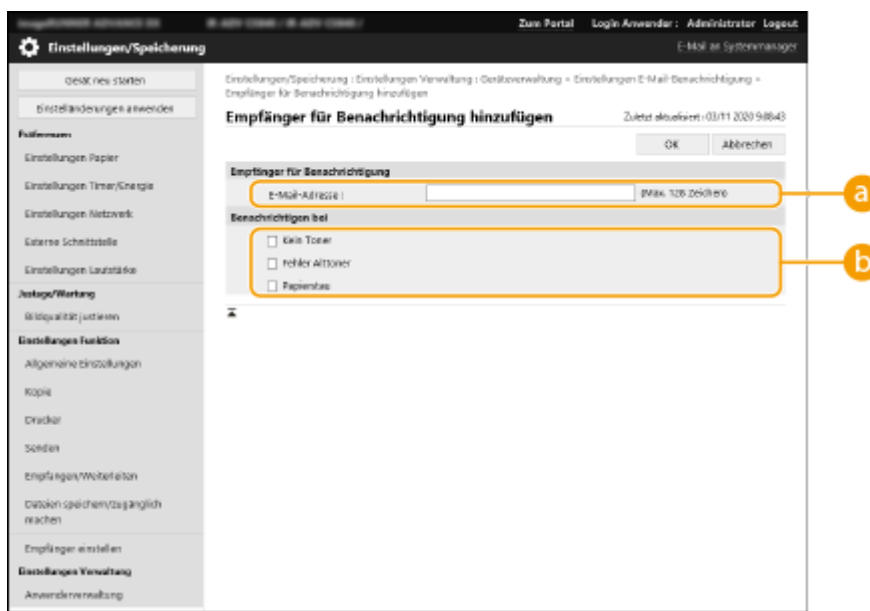 Zum Portal Login Anwender : Administrator Logout
Einstellungen/Speicherung
E-Mail an Systemmanager
Gerät neu starten
Einstelländerungen anwenden
Präferenzen
Einstellungen Papier
Einstellungen Timer/Energie
Einstellungen Netzwerk
Externe Schnittstelle
Einstellungen Lautstärke
Justage/Wartung
Bildqualität justieren
Einstellungen Funktion
Allgemeine Einstellungen
Kopie
Drucker
Senden
Empfangen/Weiterleiten
Dateien speichern/zugänglich
machen
Empfänger einstellen
Einstellungen Verwaltung
Anwenderverwaltung
Einstellungen/Speicherung : Einstellungen Verwaltung : Geräteverwaltung > Einstellungen E-Mail-Benachrichtigung >
Empfänger für Benachrichtigung hinzufügen
Empfänger für Benachrichtigung hinzufügen
Zuletzt aktualisiert : 03/11 2020 9:08:43
OK Abbrechen
Empfänger für Benachrichtigung
E-Mail-Adresse :
(Max. 128 Zeichen)
a
Benachrichtigen bei
Kein Toner
Fehler Alttoner
Papierstau
b